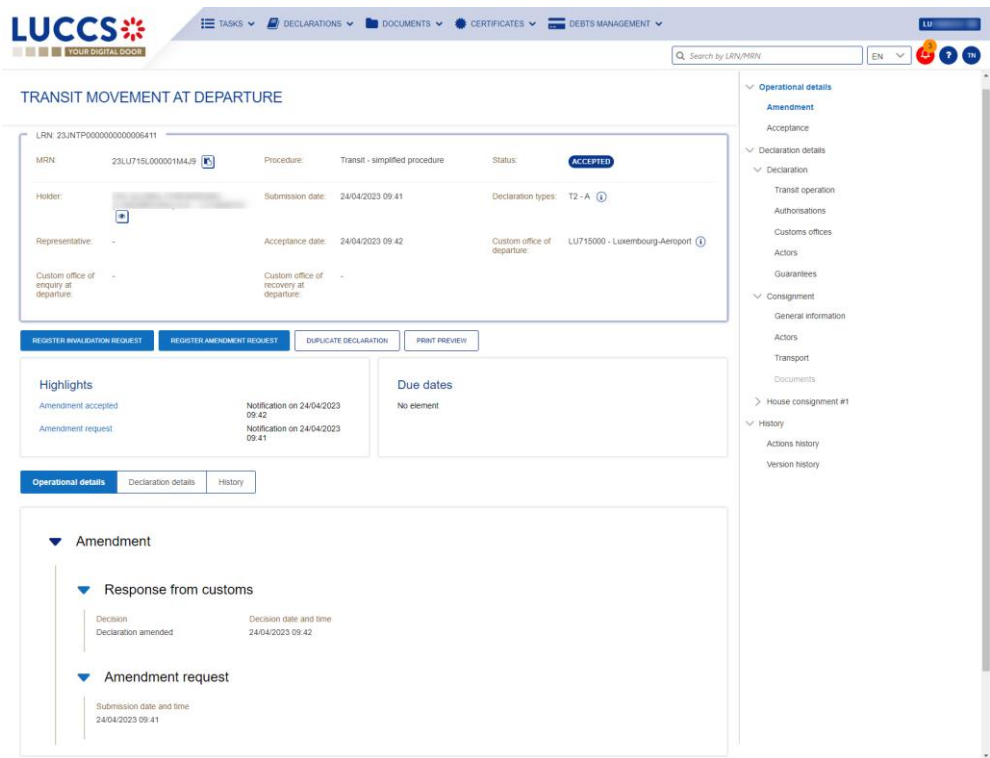 LUCCS
YOUR DIGITAL DOOR
TASKS DECLARATIONS DOCUMENTS CERTIFICATES DEBTS MANAGEMENT LU
Search by LRN/MRN EN 3 ? TN
TRANSIT MOVEMENT AT DEPARTURE
LRN: 23JNTP0000000000006411
MRN: 23LU715L000001M4J9 Procedure: Transit - simplified procedure Status: ACCEPTED
Holder: Submission date: 24/04/2023 09:41 Declaration types: T2 - A
Representative: - Acceptance date: 24/04/2023 09:42 Custom office of departure: LU715000 - Luxembourg-Aeroport
Custom office of enquiry at departure: - Custom office of recovery at departure: -
REGISTER INVALIDATION REQUEST REGISTER AMENDMENT REQUEST DUPLICATE DECLARATION PRINT PREVIEW
Highlights
Amendment accepted Notification on 24/04/2023 09:42
Amendment request Notification on 24/04/2023 09:41
Due dates
No element
Operational details Declaration details History
Amendment
Response from customs
Decision Decision date and time
Declaration amended 24/04/2023 09:42
Amendment request
Submission date and time
24/04/2023 09:41
Operational details
Amendment
Acceptance
Declaration details
Declaration
Transit operation
Authorisations
Customs offices
Actors
Guarantees
Consignment
General information
Actors
Transport
Documents
House consignment #1
History
Actions history
Version history